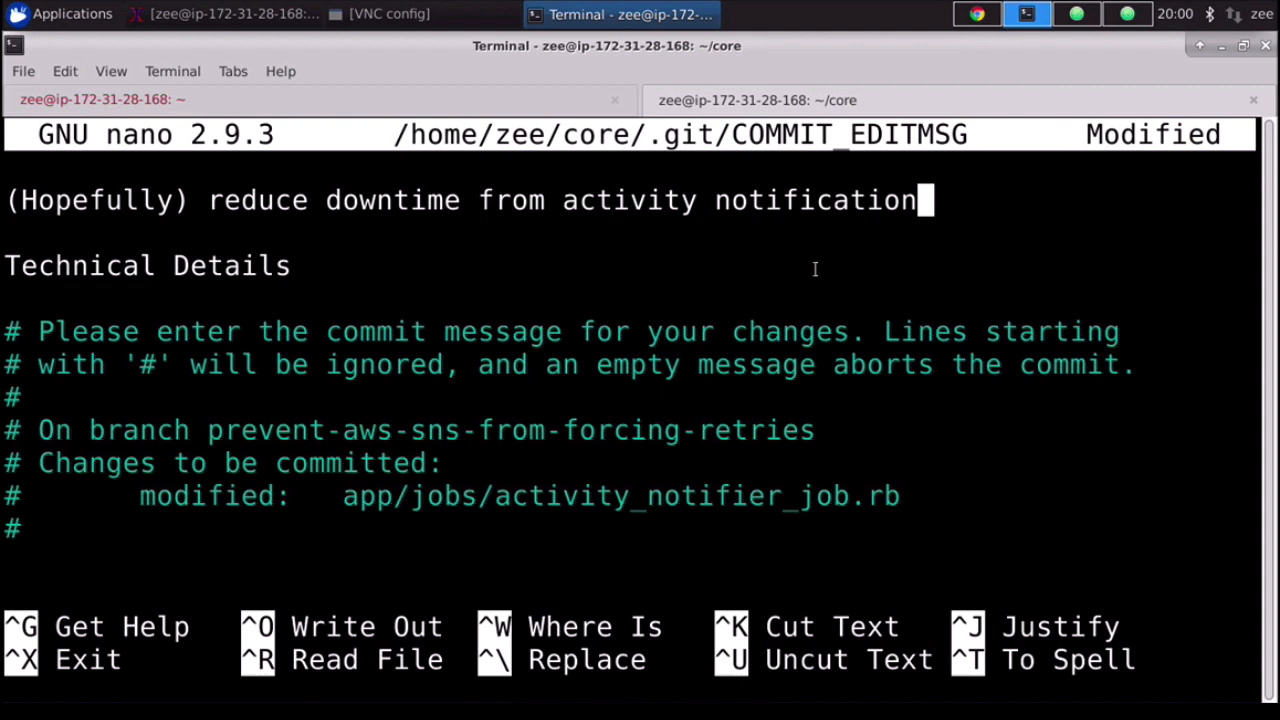 Applications [zee@ip-172-31-28-168:... [VNC config] Terminal - zee@ip-172-... 20:00 zee
Terminal - zee@ip-172-31-28-168: ~/core
File Edit View Terminal Tabs Help
zee@ip-172-31-28-168: ~ zee@ip-172-31-28-168: ~/core
GNU nano 2.9.3 /home/zee/core/.git/COMMIT_EDITMSG Modified
(Hopefully) reduce downtime from activity notification
Technical Details
# Please enter the commit message for your changes. Lines starting
# with '#' will be ignored, and an empty message aborts the commit.
#
# On branch prevent-aws-sns-from-forcing-retries
# Changes to be committed:
# modified: app/jobs/activity_notifier_job.rb
#
^G Get Help ^O Write Out ^W Where Is ^K Cut Text ^J Justify
^X Exit ^R Read File ^\ Replace ^U Uncut Text ^T To Spell